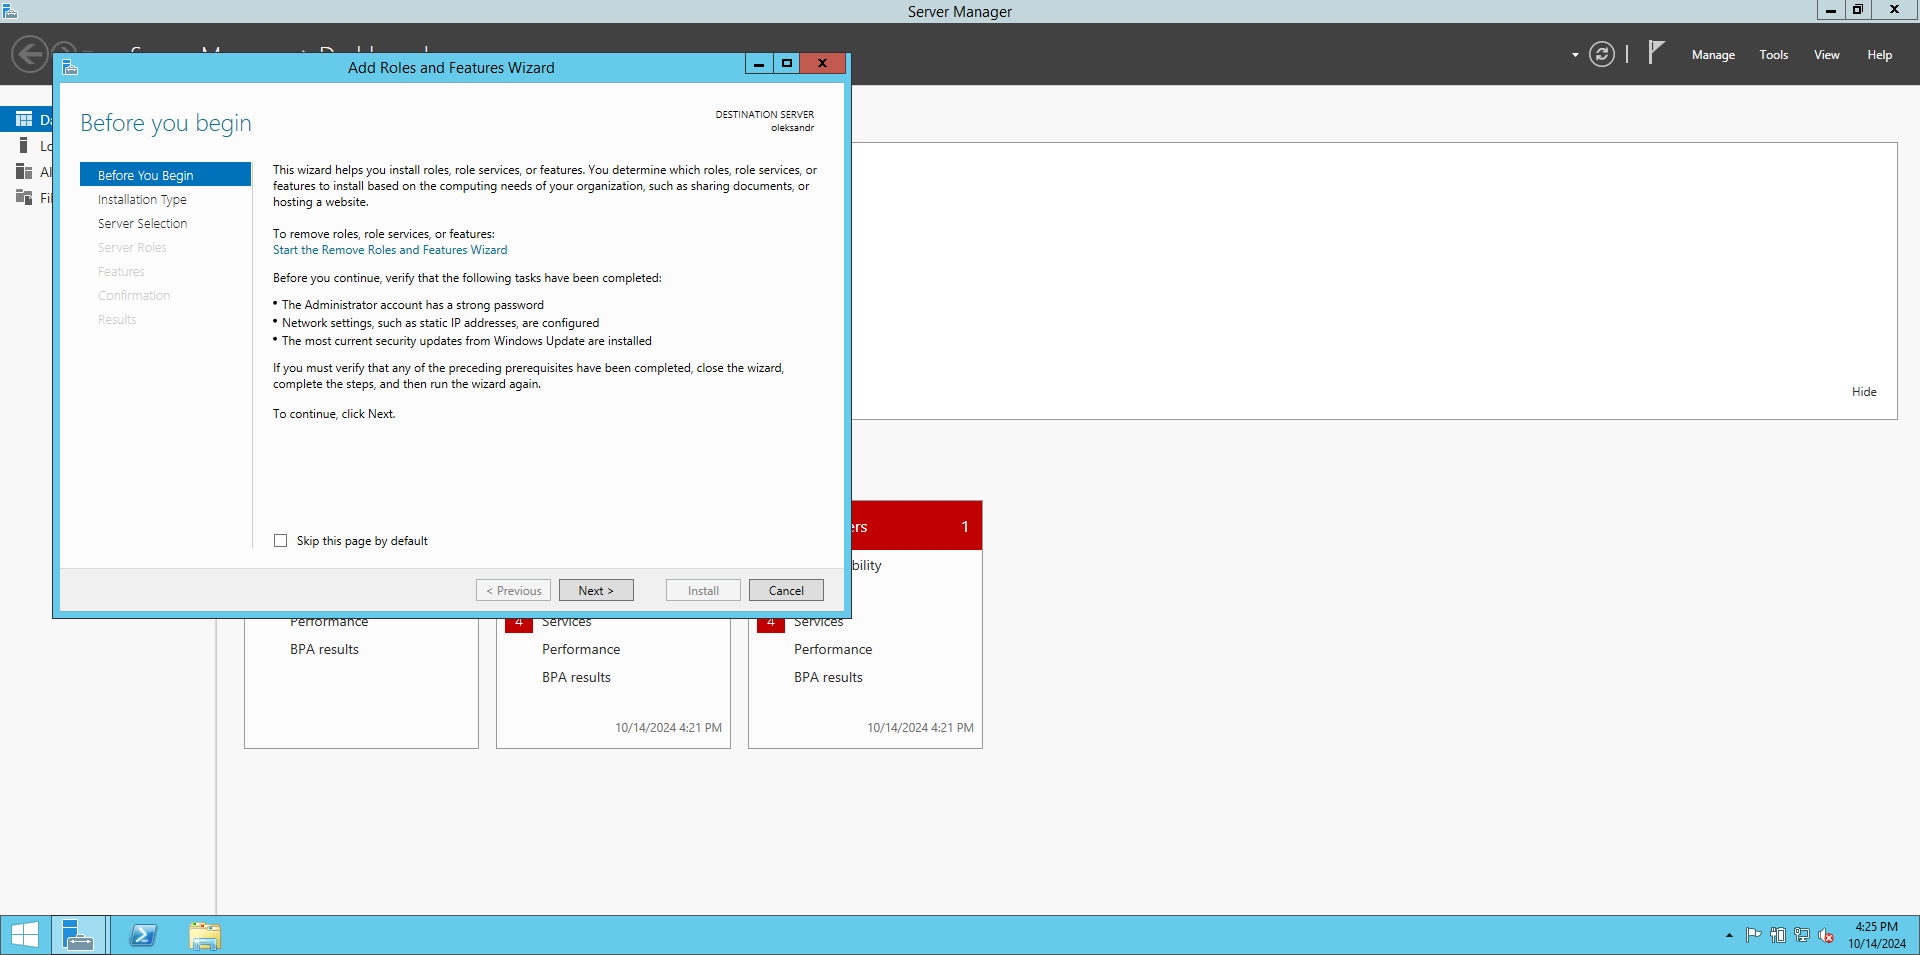 Server Manager
Manage
Tools
View
Help
Add Roles and Features Wizard
Before you begin
DESTINATION SERVER
oleksandr
Before You Begin
Installation Type
Server Selection
Server Roles
Features
Confirmation
Results
This wizard helps you install roles, role services, or features. You determine which roles, role services, or
features to install based on the computing needs of your organization, such as sharing documents, or
hosting a website.
To remove roles, role services, or features:
Start the Remove Roles and Features Wizard
Before you continue, verify that the following tasks have been completed:
• The Administrator account has a strong password
• Network settings, such as static IP addresses, are configured
• The most current security updates from Windows Update are installed
If you must verify that any of the preceding prerequisites have been completed, close the wizard,
complete the steps, and then run the wizard again.
To continue, click Next.
Skip this page by default
< Previous
Next >
Install
Cancel
Hide
1
Performance
BPA results
4 Services
Performance
BPA results
10/14/2024 4:21 PM
4 Services
Performance
BPA results
10/14/2024 4:21 PM
4:25 PM
10/14/2024